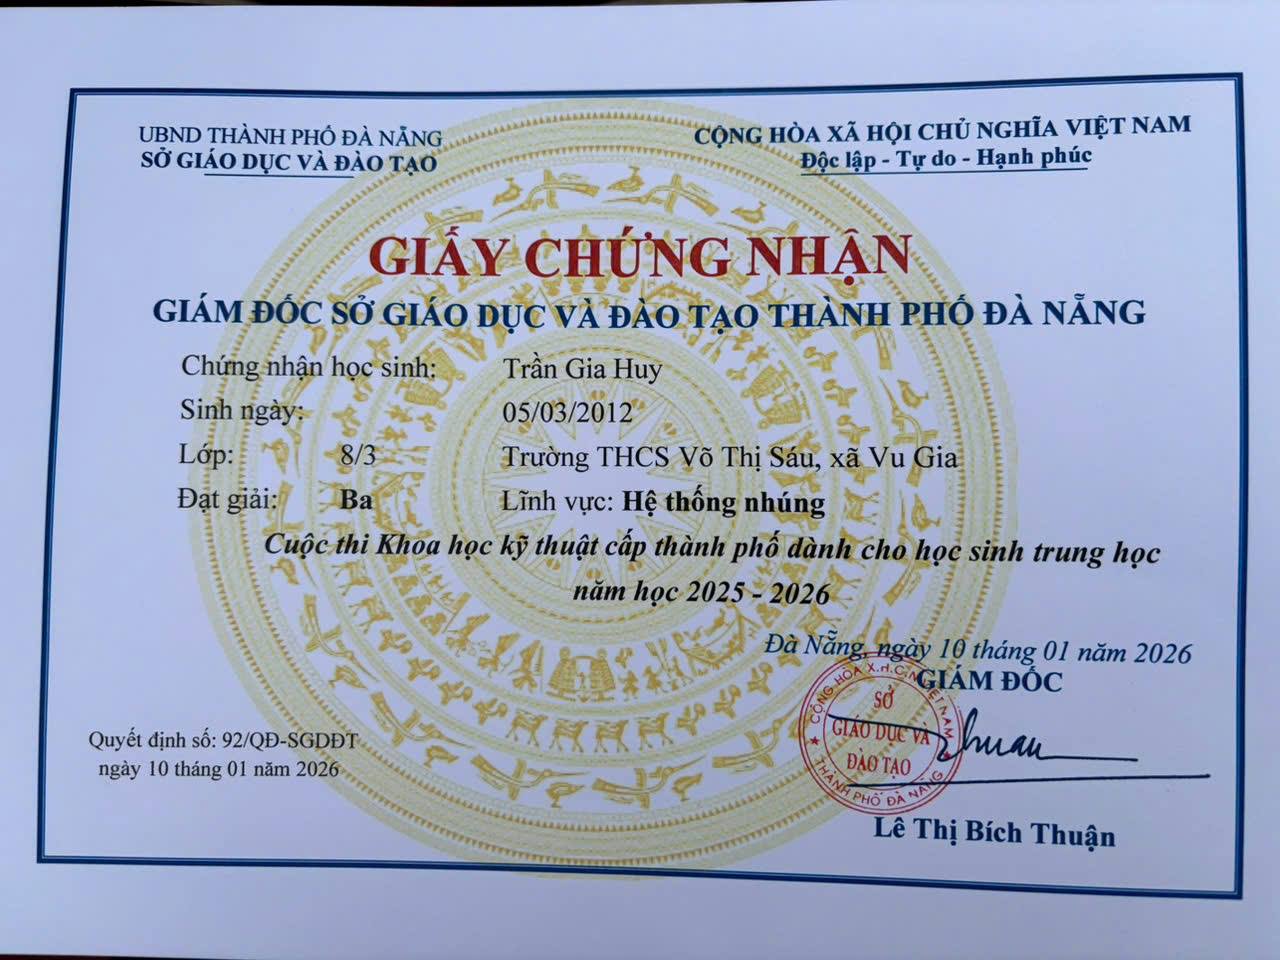 UBND THÀNH PHỐ ĐÀ NẴNG
SỞ GIÁO DỤC VÀ ĐÀO TẠO
CỘNG HÒA XÃ HỘI CHỦ NGHĨA VIỆT NAM
Độc lập - Tự do - Hạnh phúc
GIẤY CHỨNG NHẬN
GIÁM ĐỐC SỞ GIÁO DỤC VÀ ĐÀO TẠO THÀNH PHỐ ĐÀ NẴNG
Chứng nhận học sinh: Trần Gia Huy
Sinh ngày: 05/03/2012
Lớp: 8/3 Trường THCS Võ Thị Sáu, xã Vu Gia
Đạt giải: Ba Lĩnh vực: Hệ thống nhúng
Cuộc thi Khoa học kỹ thuật cấp thành phố dành cho học sinh trung học
năm học 2025 - 2026
Đà Nẵng, ngày 10 tháng 01 năm 2026
GIÁM ĐỐC
CỘNG HÒA X.H.C.N VIỆT NAM
SỞ
GIÁO DỤC VÀ
ĐÀO TẠO
THÀNH PHỐ ĐÀ NẴNG
Thuan
Lê Thị Bích Thuận
Quyết định số: 92/QĐ-SGDĐT
ngày 10 tháng 01 năm 2026